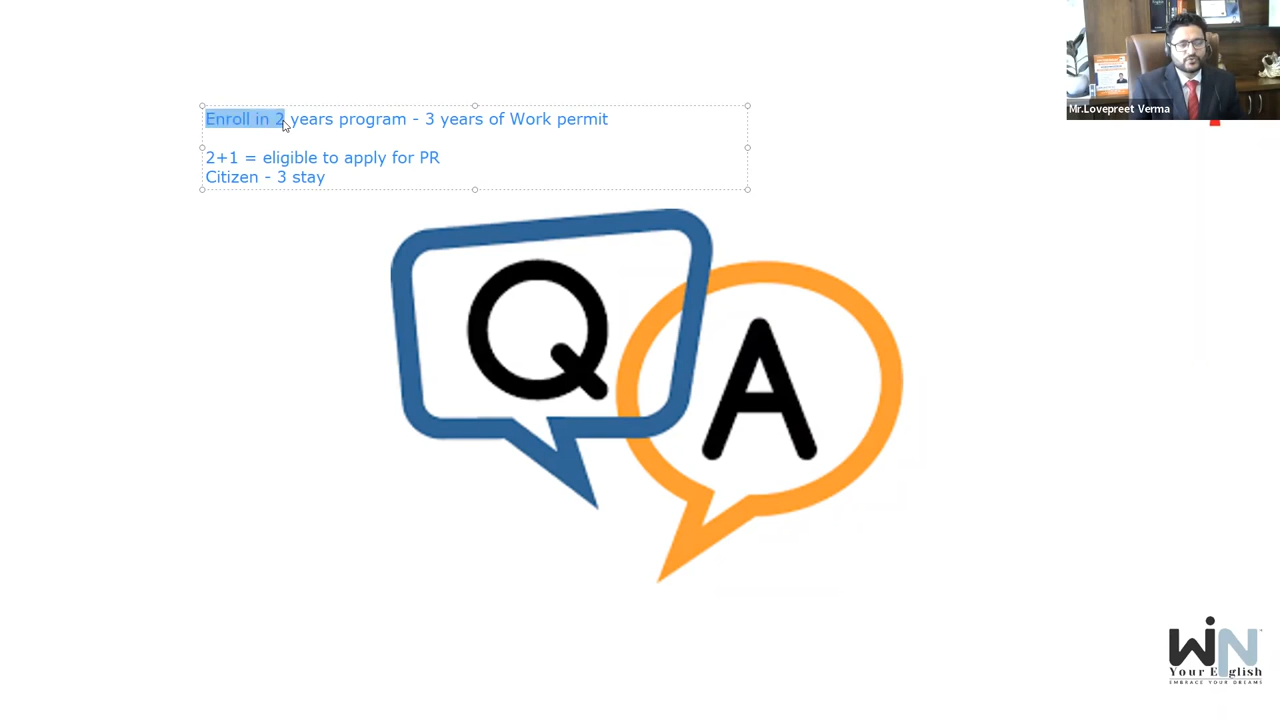 Enroll in 2 years program - 3 years of Work permit
2+1 = eligible to apply for PR
Citizen - 3 stay
Mr.Lovepreet Verma
Q
A
WiN
Your English
EMBRACE YOUR DREAMS